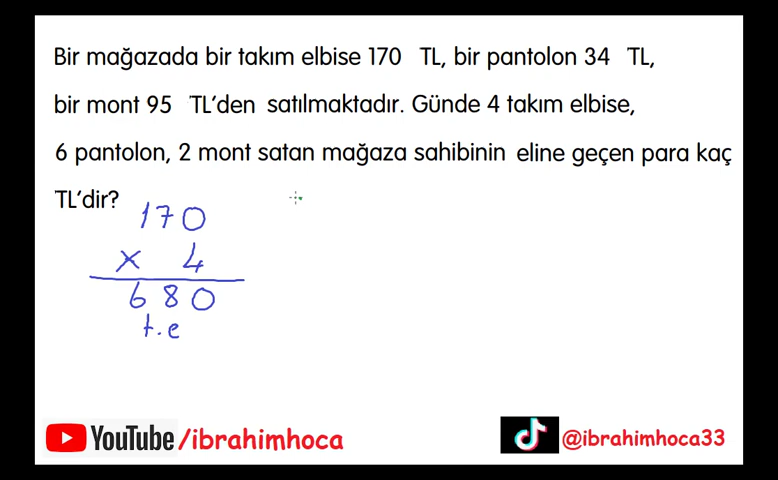 Bir mağazada bir takım elbise 170 TL, bir pantolon 34 TL,
bir mont 95 TL'den satılmaktadır. Günde 4 takım elbise,
6 pantolon, 2 mont satan mağaza sahibinin eline geçen para kaç
TL'dir?
170
x 4
680
t.e
YouTube/ibrahimhoca
@ibrahimhoca33